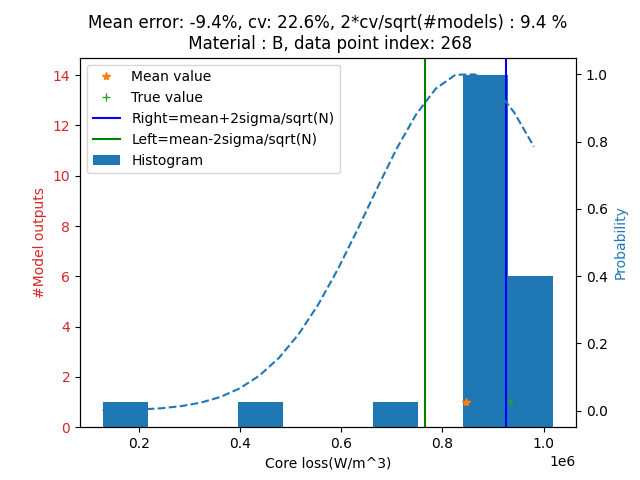 Mean error: -9.4%, cv: 22.6%, 2*cv/sqrt(#models) : 9.4 %
Material : B, data point index: 268
Mean value
True value
Right=mean+2sigma/sqrt(N)
Left=mean-2sigma/sqrt(N)
Histogram
#Model outputs
14
12
10
8
6
4
2
0
1.0
0.8
0.6
0.4
0.2
0.0
Probability
0.2 0.4 0.6 0.8 1.0
Core loss(W/m^3)
1e6